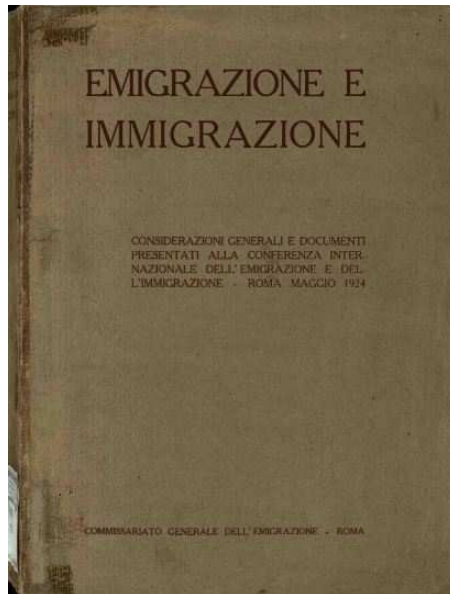 EMIGRAZIONE E
IMMIGRAZIONE
CONSIDERAZIONI GENERALI E DOCUMENTI
PRESENTATI ALLA CONFERENZA INTER-
NAZIONALE DELL'EMIGRAZIONE E DEL-
L'IMMIGRAZIONE - ROMA MAGGIO 1924
COMMISSARIATO GENERALE DELL'EMIGRAZIONE - ROMA